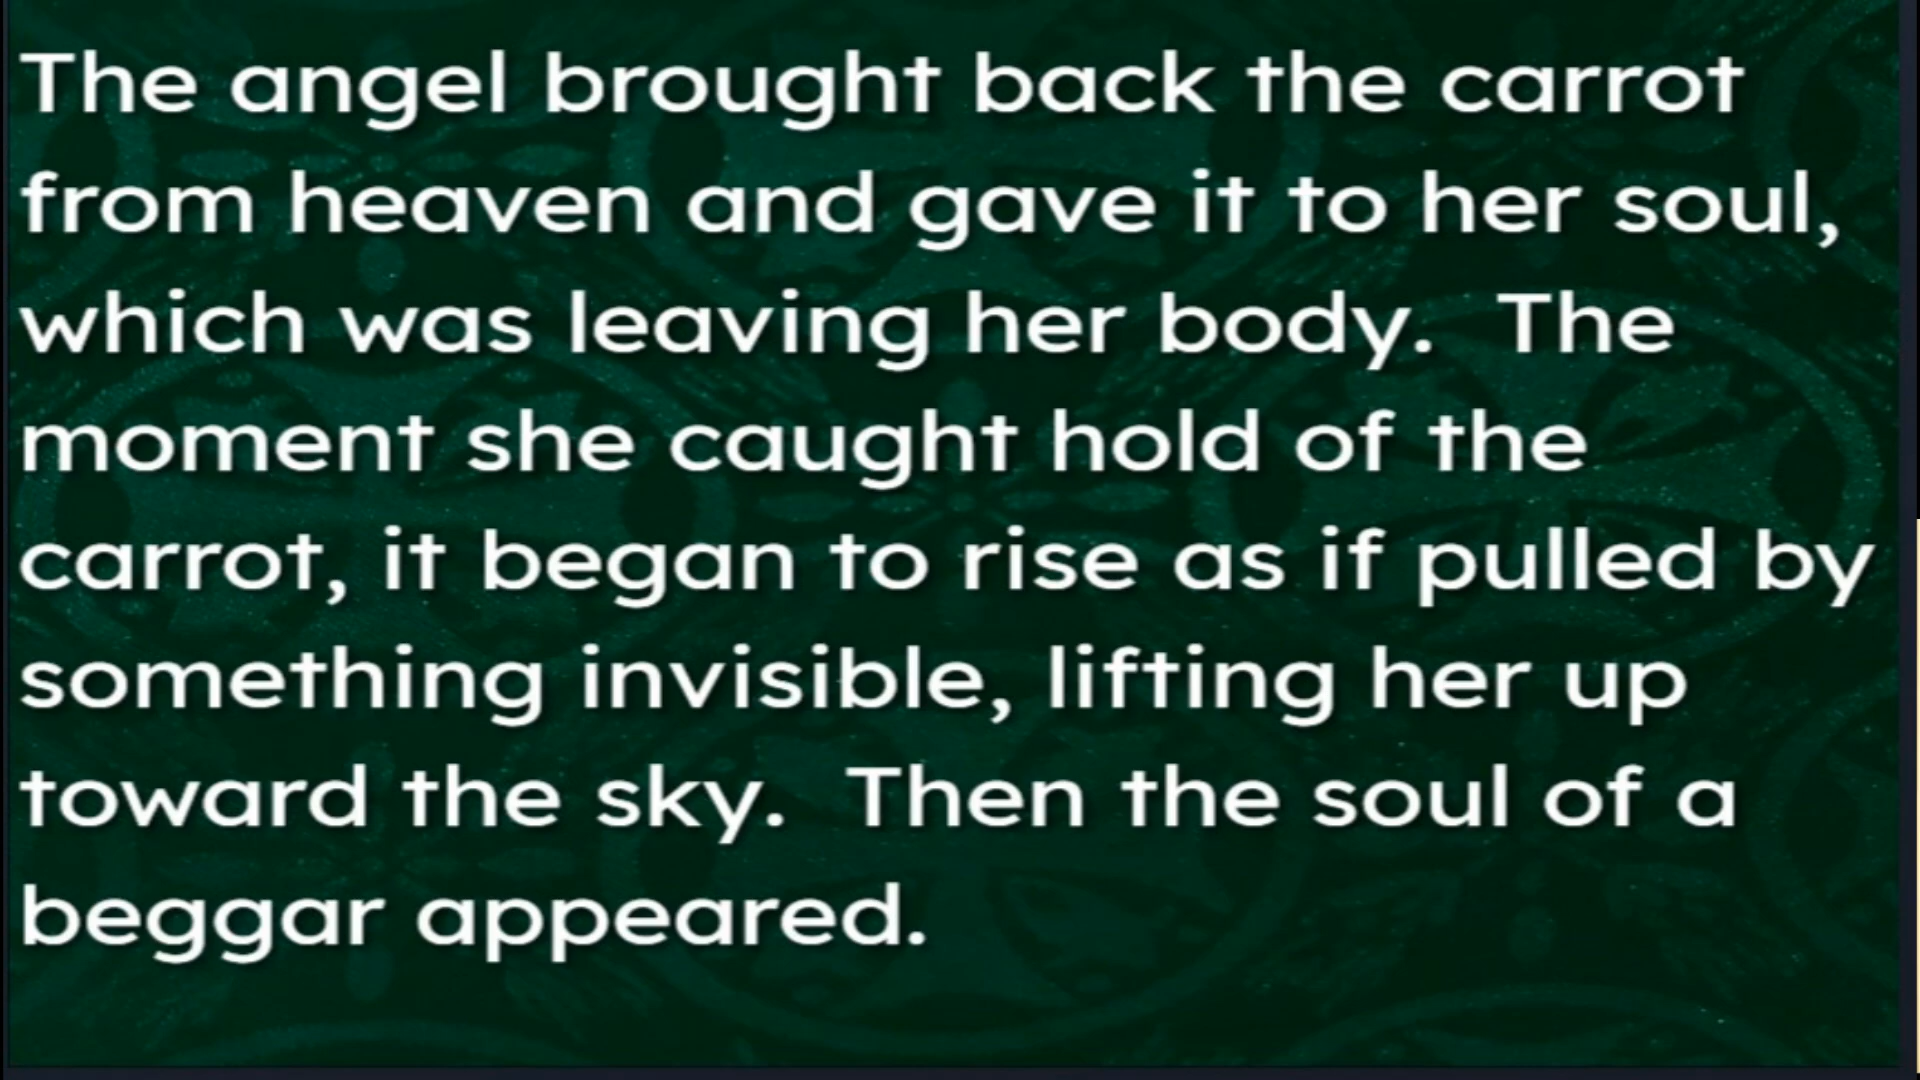 The angel brought back the carrot
from heaven and gave it to her soul,
which was leaving her body.  The
moment she caught hold of the
carrot, it began to rise as if pulled by
something invisible, lifting her up
toward the sky.  Then the soul of a
beggar appeared.